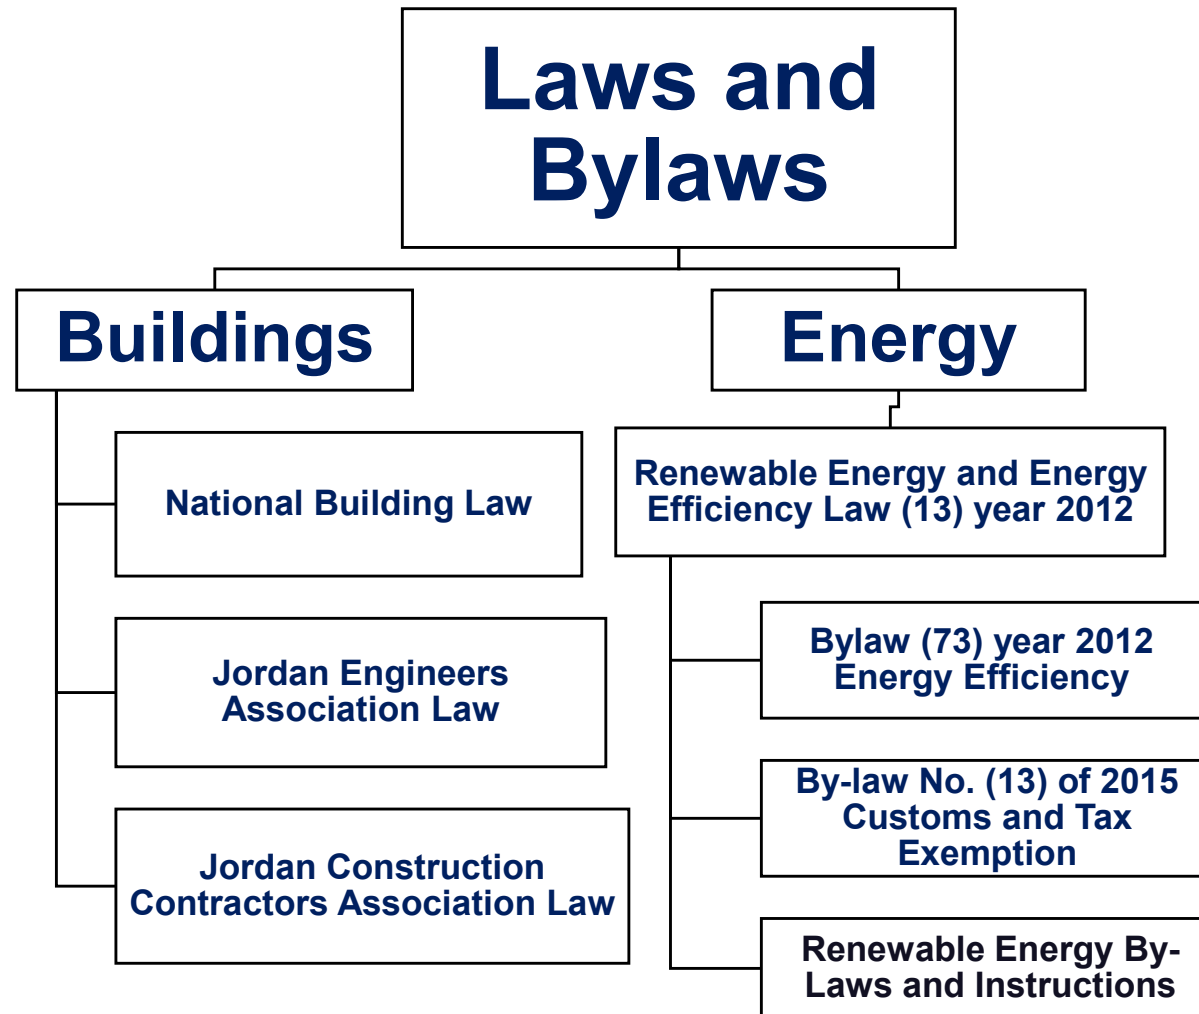 Laws and
Bylaws
Buildings
Energy
National Building Law
Jordan Engineers
Association Law
Jordan Construction
Contractors Association Law
Renewable Energy and Energy
Efficiency Law (13) year 2012
Bylaw (73) year 2012
Energy Efficiency
By-law No. (13) of 2015
Customs and Tax
Exemption
Renewable Energy By-
Laws and Instructions